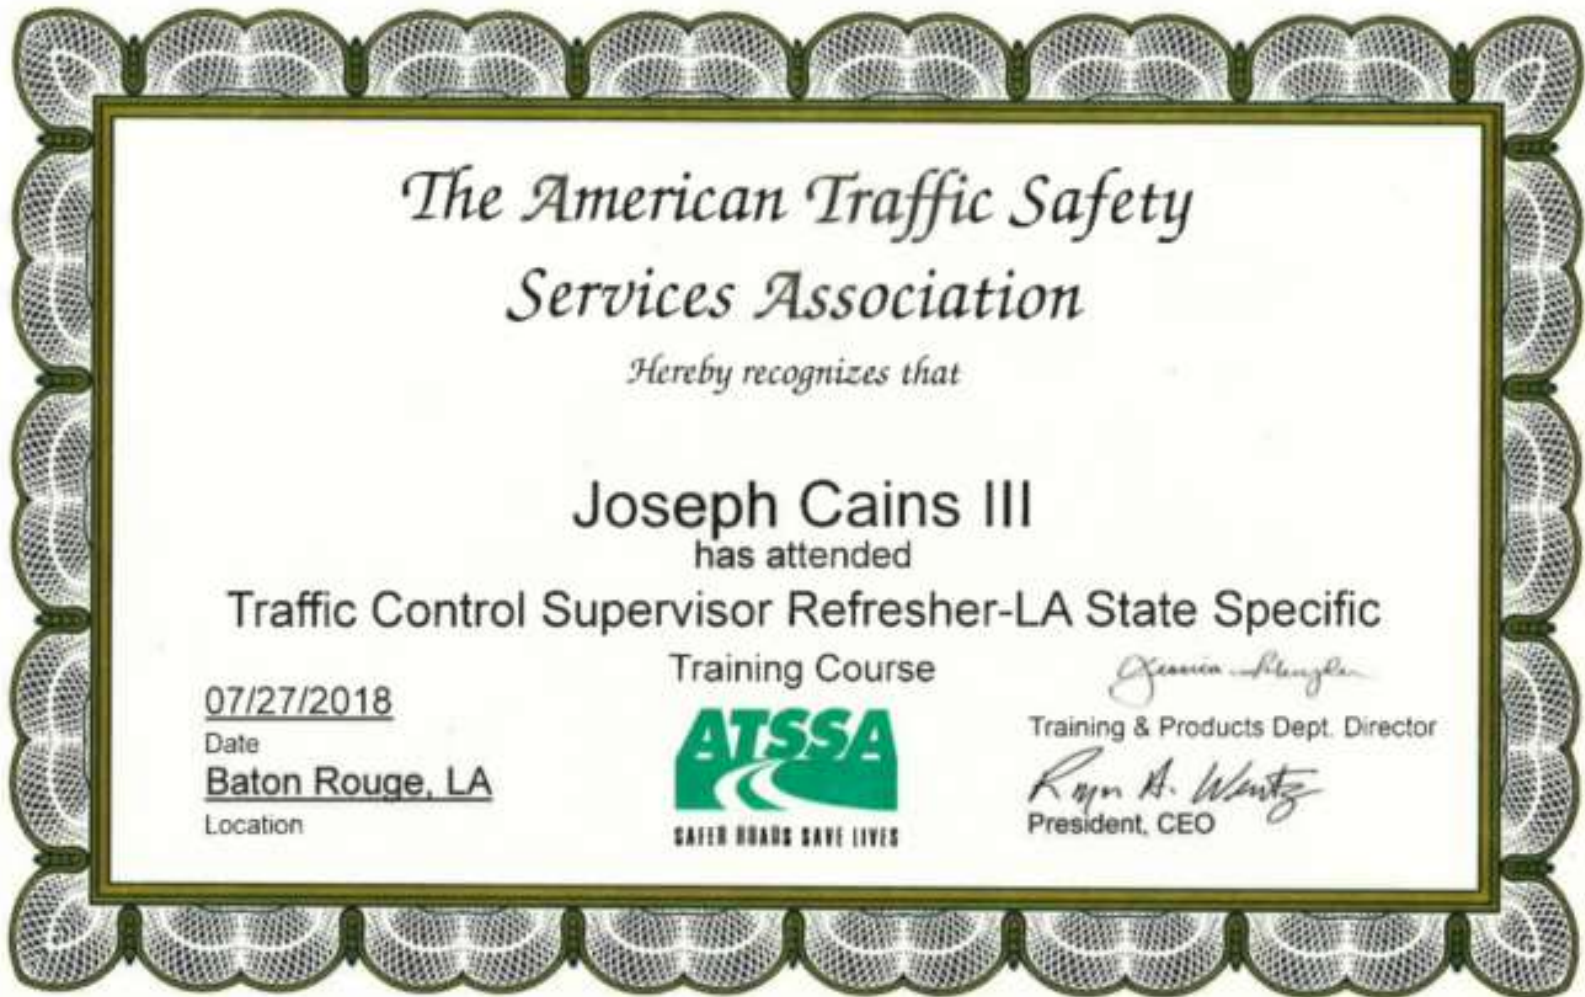 The American Traffic Safety
Services Association
Hereby recognizes that
Joseph Cains III
has attended
Traffic Control Supervisor Refresher-LA State Specific
Training Course
07/27/2018
Date
Baton Rouge, LA
Location
ATSSA
SAFER ROADS SAVE LIVES
Training & Products Dept. Director
A. Wentz
President, CEO